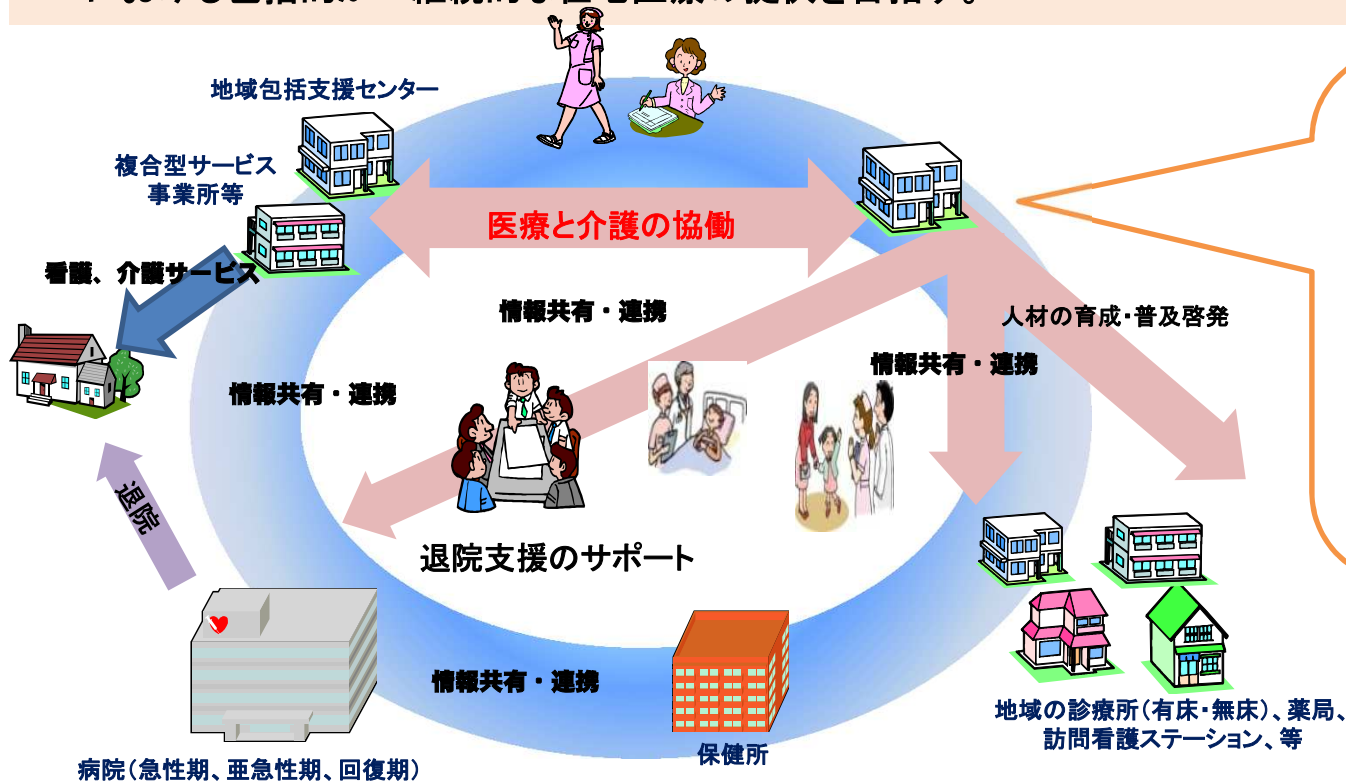 地域包括支援センター
複合型サービス
事業所等
医療と介護の協働
看護、介護サービス
情報共有・連携
人材の育成・普及啓発
情報共有・連携
情報共有・連携
退院
退院支援のサポート
情報共有・連携
地域の診療所(有床・無床)、薬局、
訪問看護ステーション、等
保健所
病院(急性期、亜急性期、回復期)